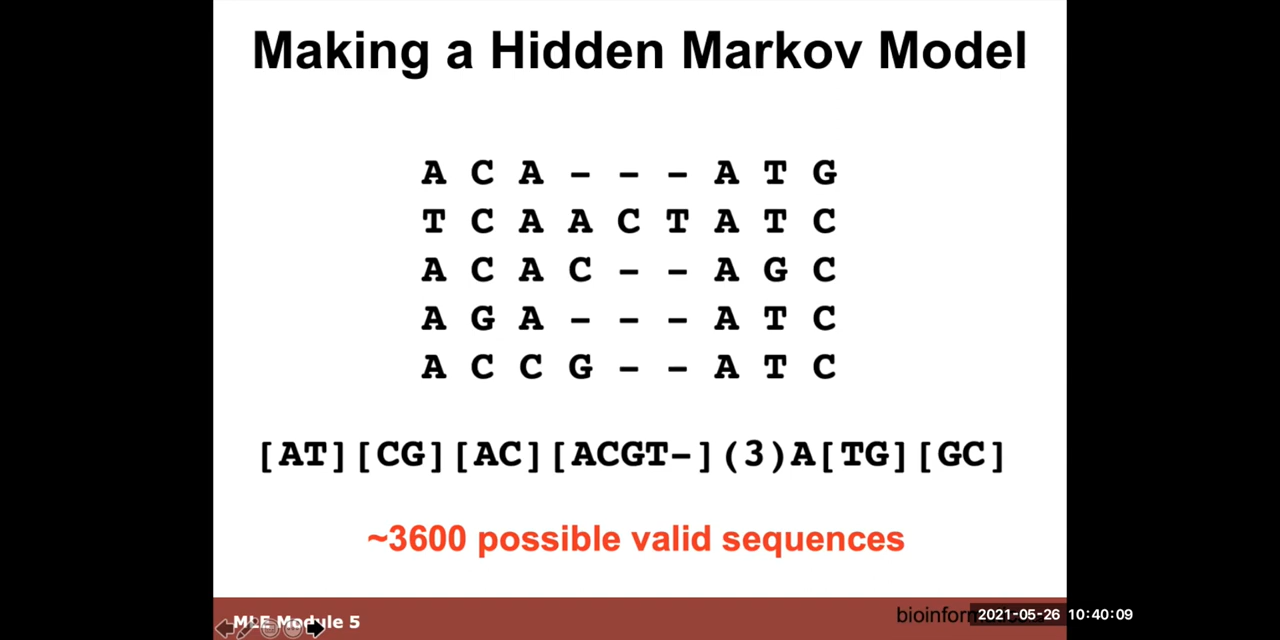 Making a Hidden Markov Model
A C A - - - A T G
T C A A C T A T C
A C A C - - A G C
A G A - - - A T C
A C C G - - A T C
[AT][CG][AC][ACGT-](3)A[TG][GC]
~3600 possible valid sequences
MLE Module 5
2021-05-26 10:40:09